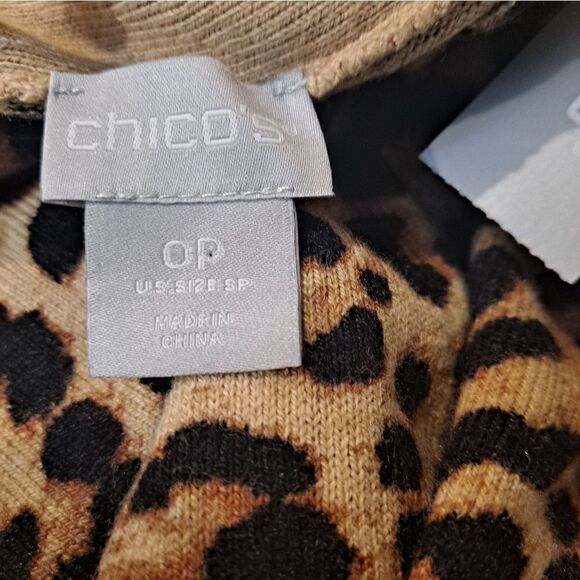 chico's
0P
U.S. SIZE SP
MADE IN
CHINA